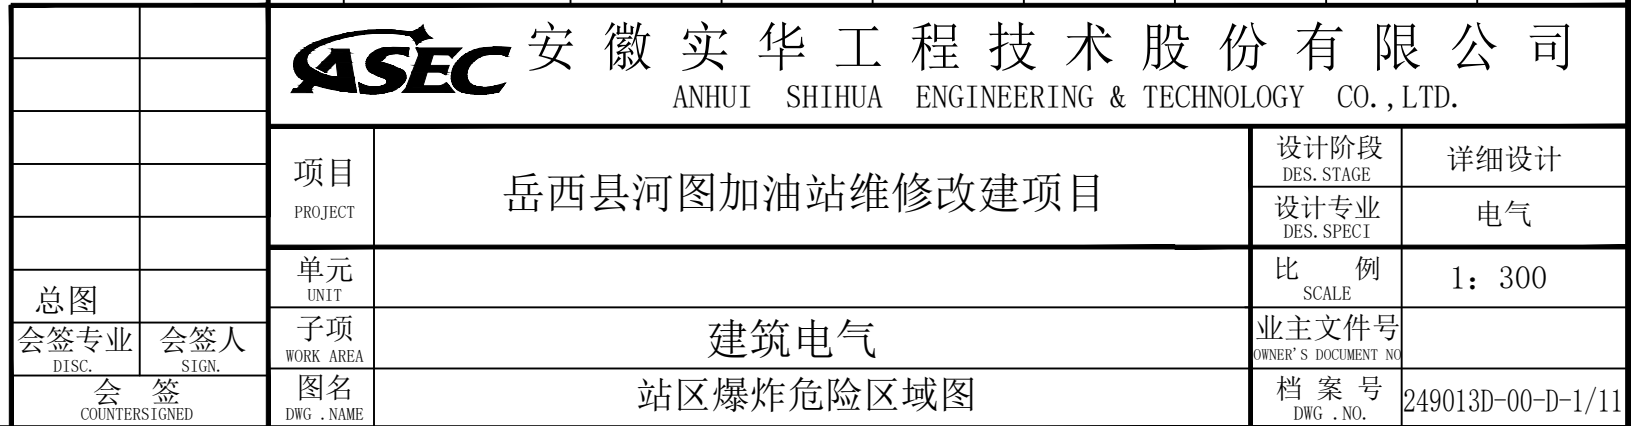 ASEC 安徽实华工程技术股份有限公司
ANHUI SHIHUA ENGINEERING & TECHNOLOGY CO.,LTD.
项目
PROJECT
岳西县河图加油站维修改建项目
设计阶段
DES.STAGE
详细设计
设计专业
DES.SPECI
电气
单元
UNIT
比 例
SCALE
1：300
总图
子项
WORK AREA
建筑电气
业主文件号
OWNER'S DOCUMENT NO
会签专业
DISC.
会签人
SIGN.
会 签
COUNTERSIGNED
图名
DWG .NAME
站区爆炸危险区域图
档 案 号
DWG .NO.
249013D-00-D-1/11